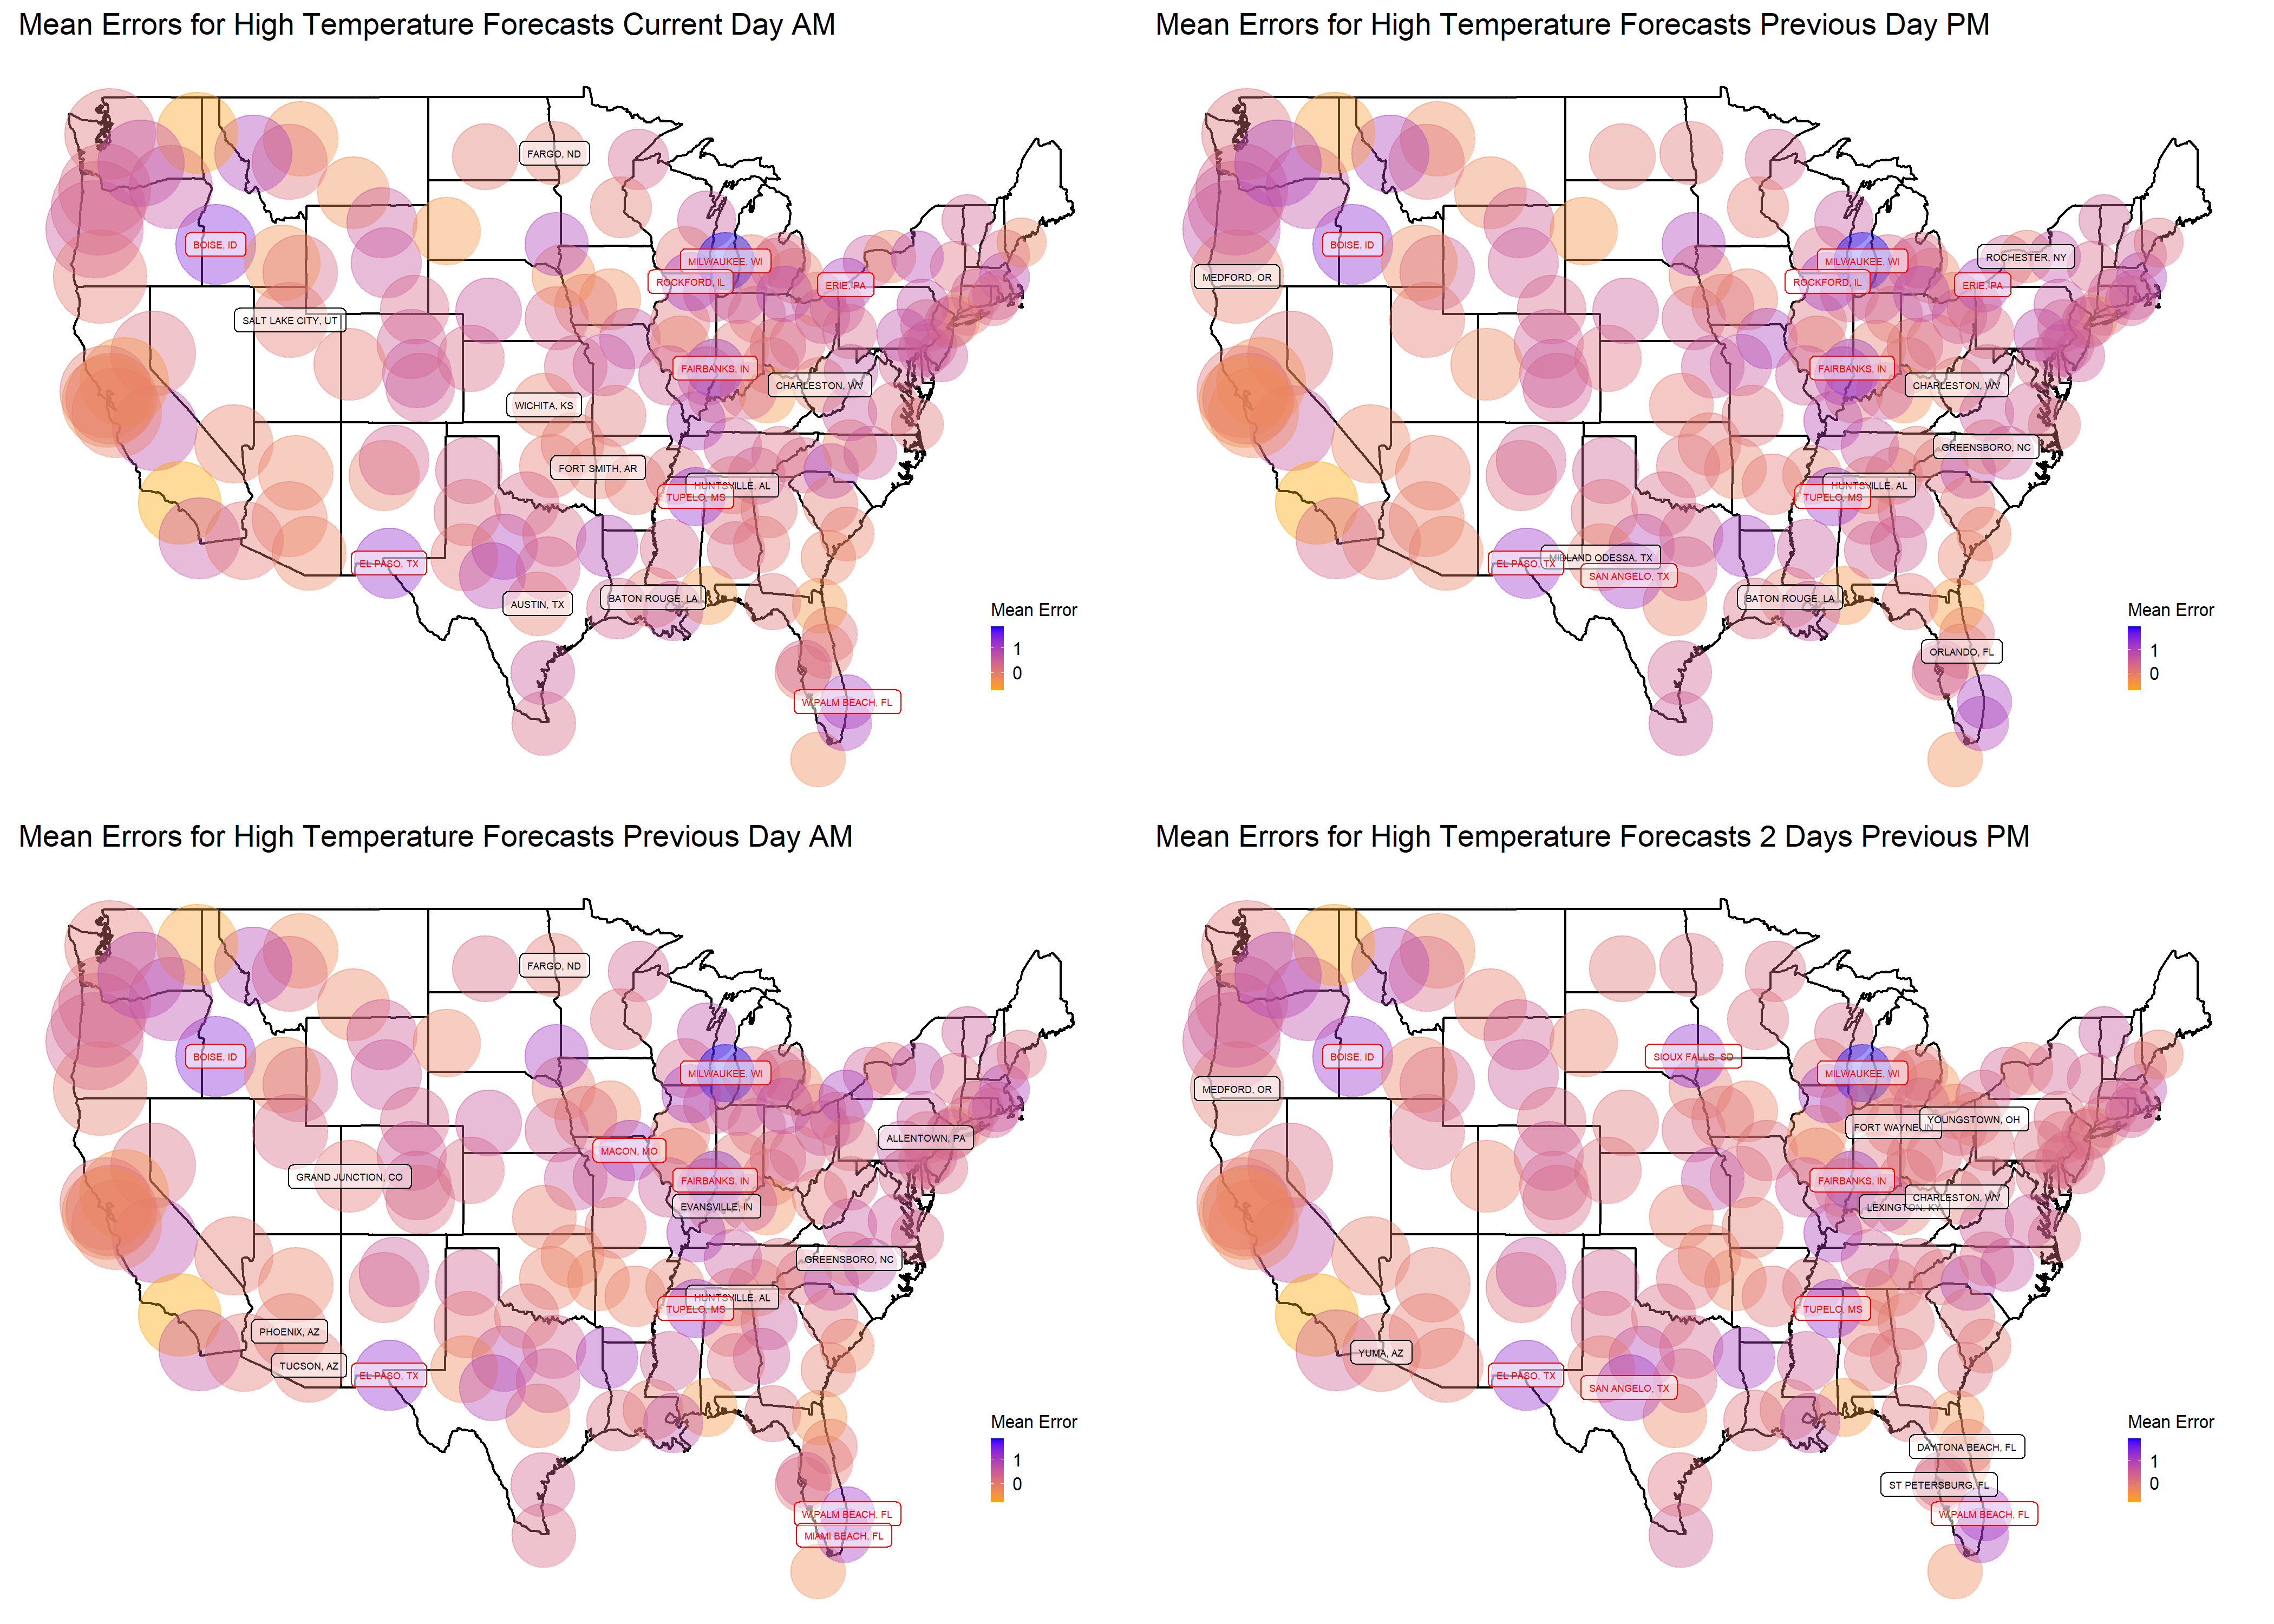 Mean Errors for High Temperature Forecasts Current Day AM
FARGO, ND
BOISE, ID
MILWAUKEE, WI
ROCKFORD, IL
ERIE, PA
SALT LAKE CITY, UT
FAIRBANKS, IN
CHARLESTON, WV
WICHITA, KS
FORT SMITH, AR
HUNTSVILLE, AL
TUPELO, MS
EL PASO, TX
AUSTIN, TX
BATON ROUGE, LA
W.PALM BEACH, FL
Mean Error
1
0
Mean Errors for High Temperature Forecasts Previous Day PM
BOISE, ID
MEDFORD, OR
MILWAUKEE, WI
ROCHESTER, NY
ROCKFORD, IL
ERIE, PA
FAIRBANKS, IN
CHARLESTON, WV
GREENSBORO, NC
HUNTSVILLE, AL
TUPELO, MS
MIDLAND ODESSA, TX
EL PASO, TX
SAN ANGELO, TX
BATON ROUGE, LA
ORLANDO, FL
Mean Error
1
0
Mean Errors for High Temperature Forecasts Previous Day AM
FARGO, ND
BOISE, ID
MILWAUKEE, WI
ALLENTOWN, PA
MACON, MO
GRAND JUNCTION, CO
FAIRBANKS, IN
EVANSVILLE, IN
GREENSBORO, NC
HUNTSVILLE, AL
TUPELO, MS
PHOENIX, AZ
TUCSON, AZ
EL PASO, TX
W.PALM BEACH, FL
MIAMI BEACH, FL
Mean Error
1
0
Mean Errors for High Temperature Forecasts 2 Days Previous PM
BOISE, ID
SIOUX FALLS, SD
MEDFORD, OR
MILWAUKEE, WI
YOUNGSTOWN, OH
FORT WAYNE, IN
FAIRBANKS, IN
CHARLESTON, WV
LEXINGTON, KY
TUPELO, MS
YUMA, AZ
EL PASO, TX
SAN ANGELO, TX
DAYTONA BEACH, FL
ST PETERSBURG, FL
W.PALM BEACH, FL
Mean Error
1
0